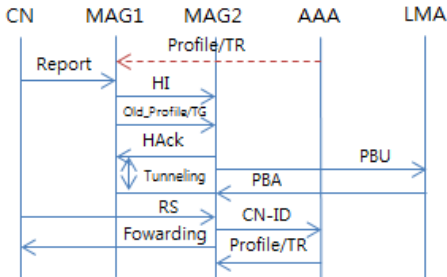 CN MAG1 MAG2 AAA LMA
Profile/TR
Report
HI
Old_Profile/TG
HAck
PBU
Tunneling
PBA
RS
CN-ID
Fowarding
Profile/TR